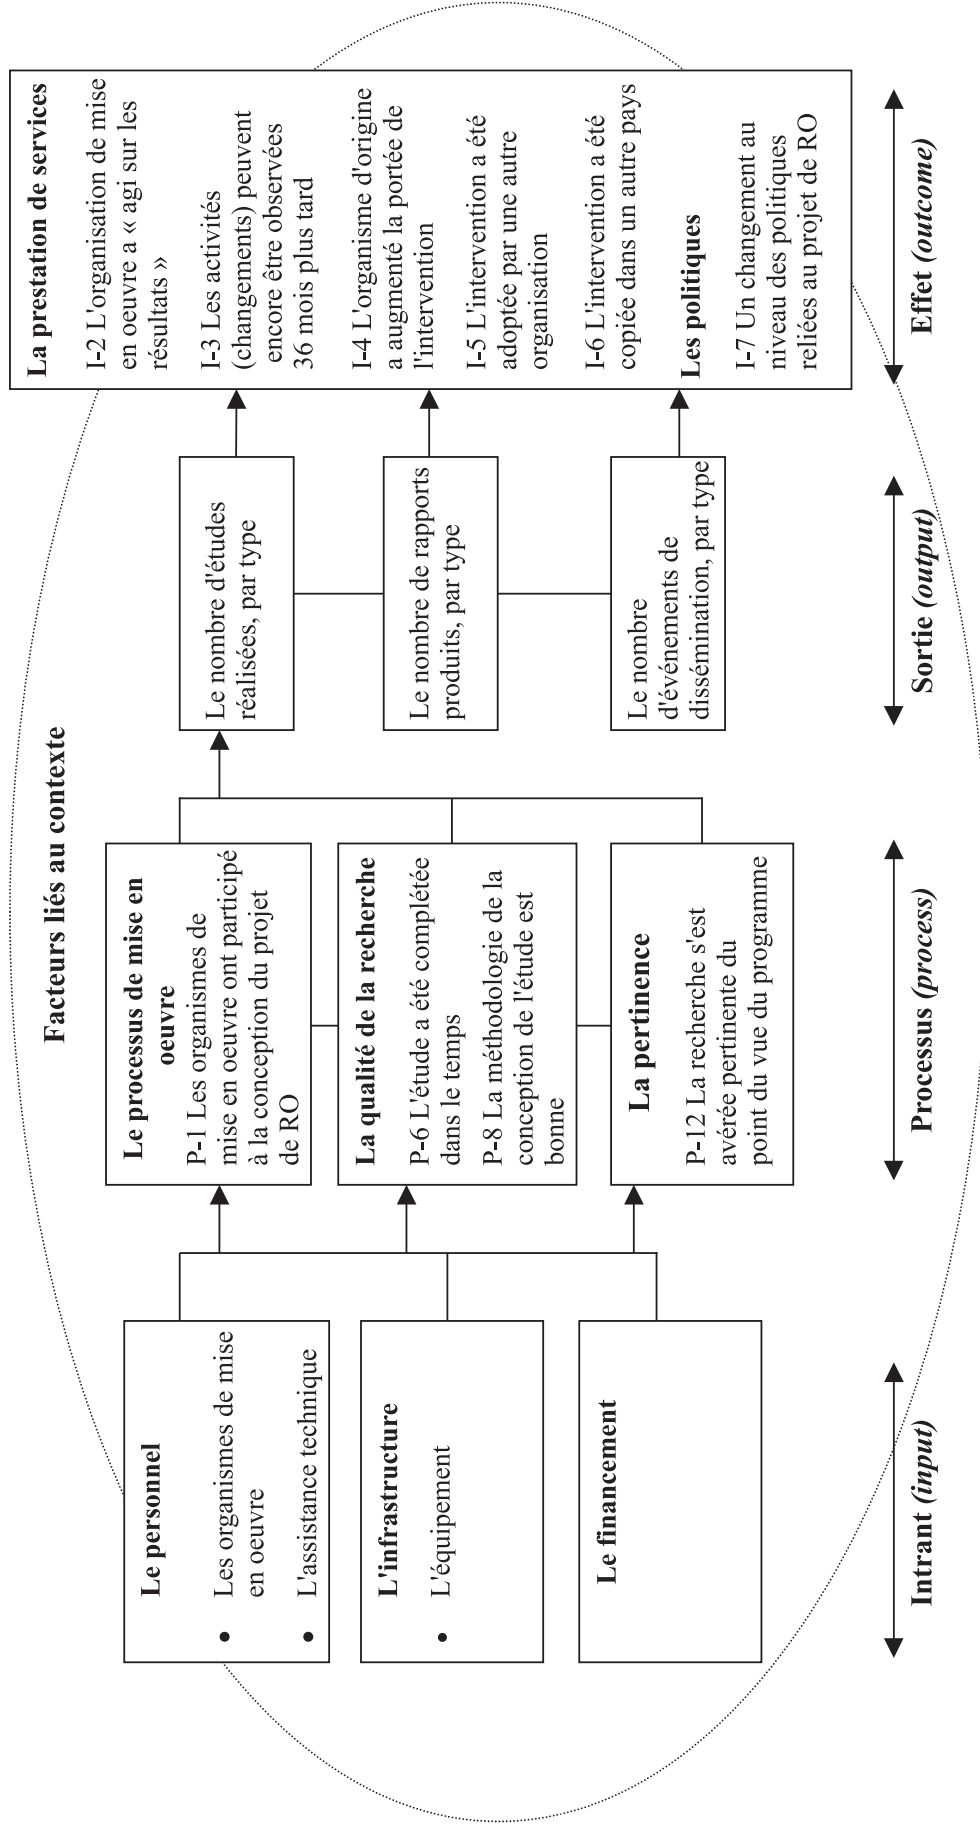 Facteurs liés au contexte
Le personnel
• Les organismes de mise
en oeuvre
• L'assistance technique
L'infrastructure
• L'équipement
Le financement
Le processus de mise en
oeuvre
P-1 Les organismes de
mise en oeuvre ont participé
à la conception du projet
de RO
La qualité de la recherche
P-6 L'étude a été complétée
dans le temps
P-8 La méthodologie de la
conception de l'étude est
bonne
La pertinence
P-12 La recherche s'est
avérée pertinente du
point du vue du programme
Le nombre d'études
réalisées, par type
Le nombre de rapports
produits, par type
Le nombre
d'événements de
dissémination, par type
La prestation de services
I-2 L'organisation de mise
en oeuvre a « agi sur les
résultats »
I-3 Les activités
(changements) peuvent
encore être observées
36 mois plus tard
I-4 L'organisme d'origine
a augmenté la portée de
l'intervention
I-5 L'intervention a été
adoptée par une autre
organisation
I-6 L'intervention a été
copiée dans un autre pays
Les politiques
I-7 Un changement au
niveau des politiques
reliées au projet de RO
Intrant (input)
Processus (process)
Sortie (output)
Effet (outcome)